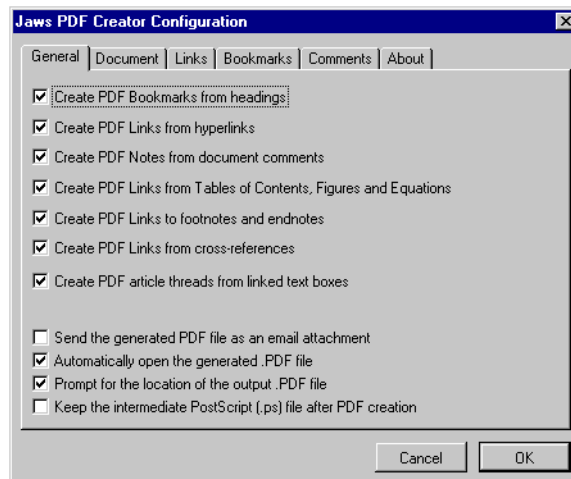 Jaws PDF Creator Configuration
General Document Links Bookmarks Comments About
Create PDF Bookmarks from headings
Create PDF Links from hyperlinks
Create PDF Notes from document comments
Create PDF Links from Tables of Contents, Figures and Equations
Create PDF Links to footnotes and endnotes
Create PDF Links from cross-references
Create PDF article threads from linked text boxes
Send the generated PDF file as an email attachment
Automatically open the generated .PDF file
Prompt for the location of the output .PDF file
Keep the intermediate PostScript (.ps) file after PDF creation
Cancel OK